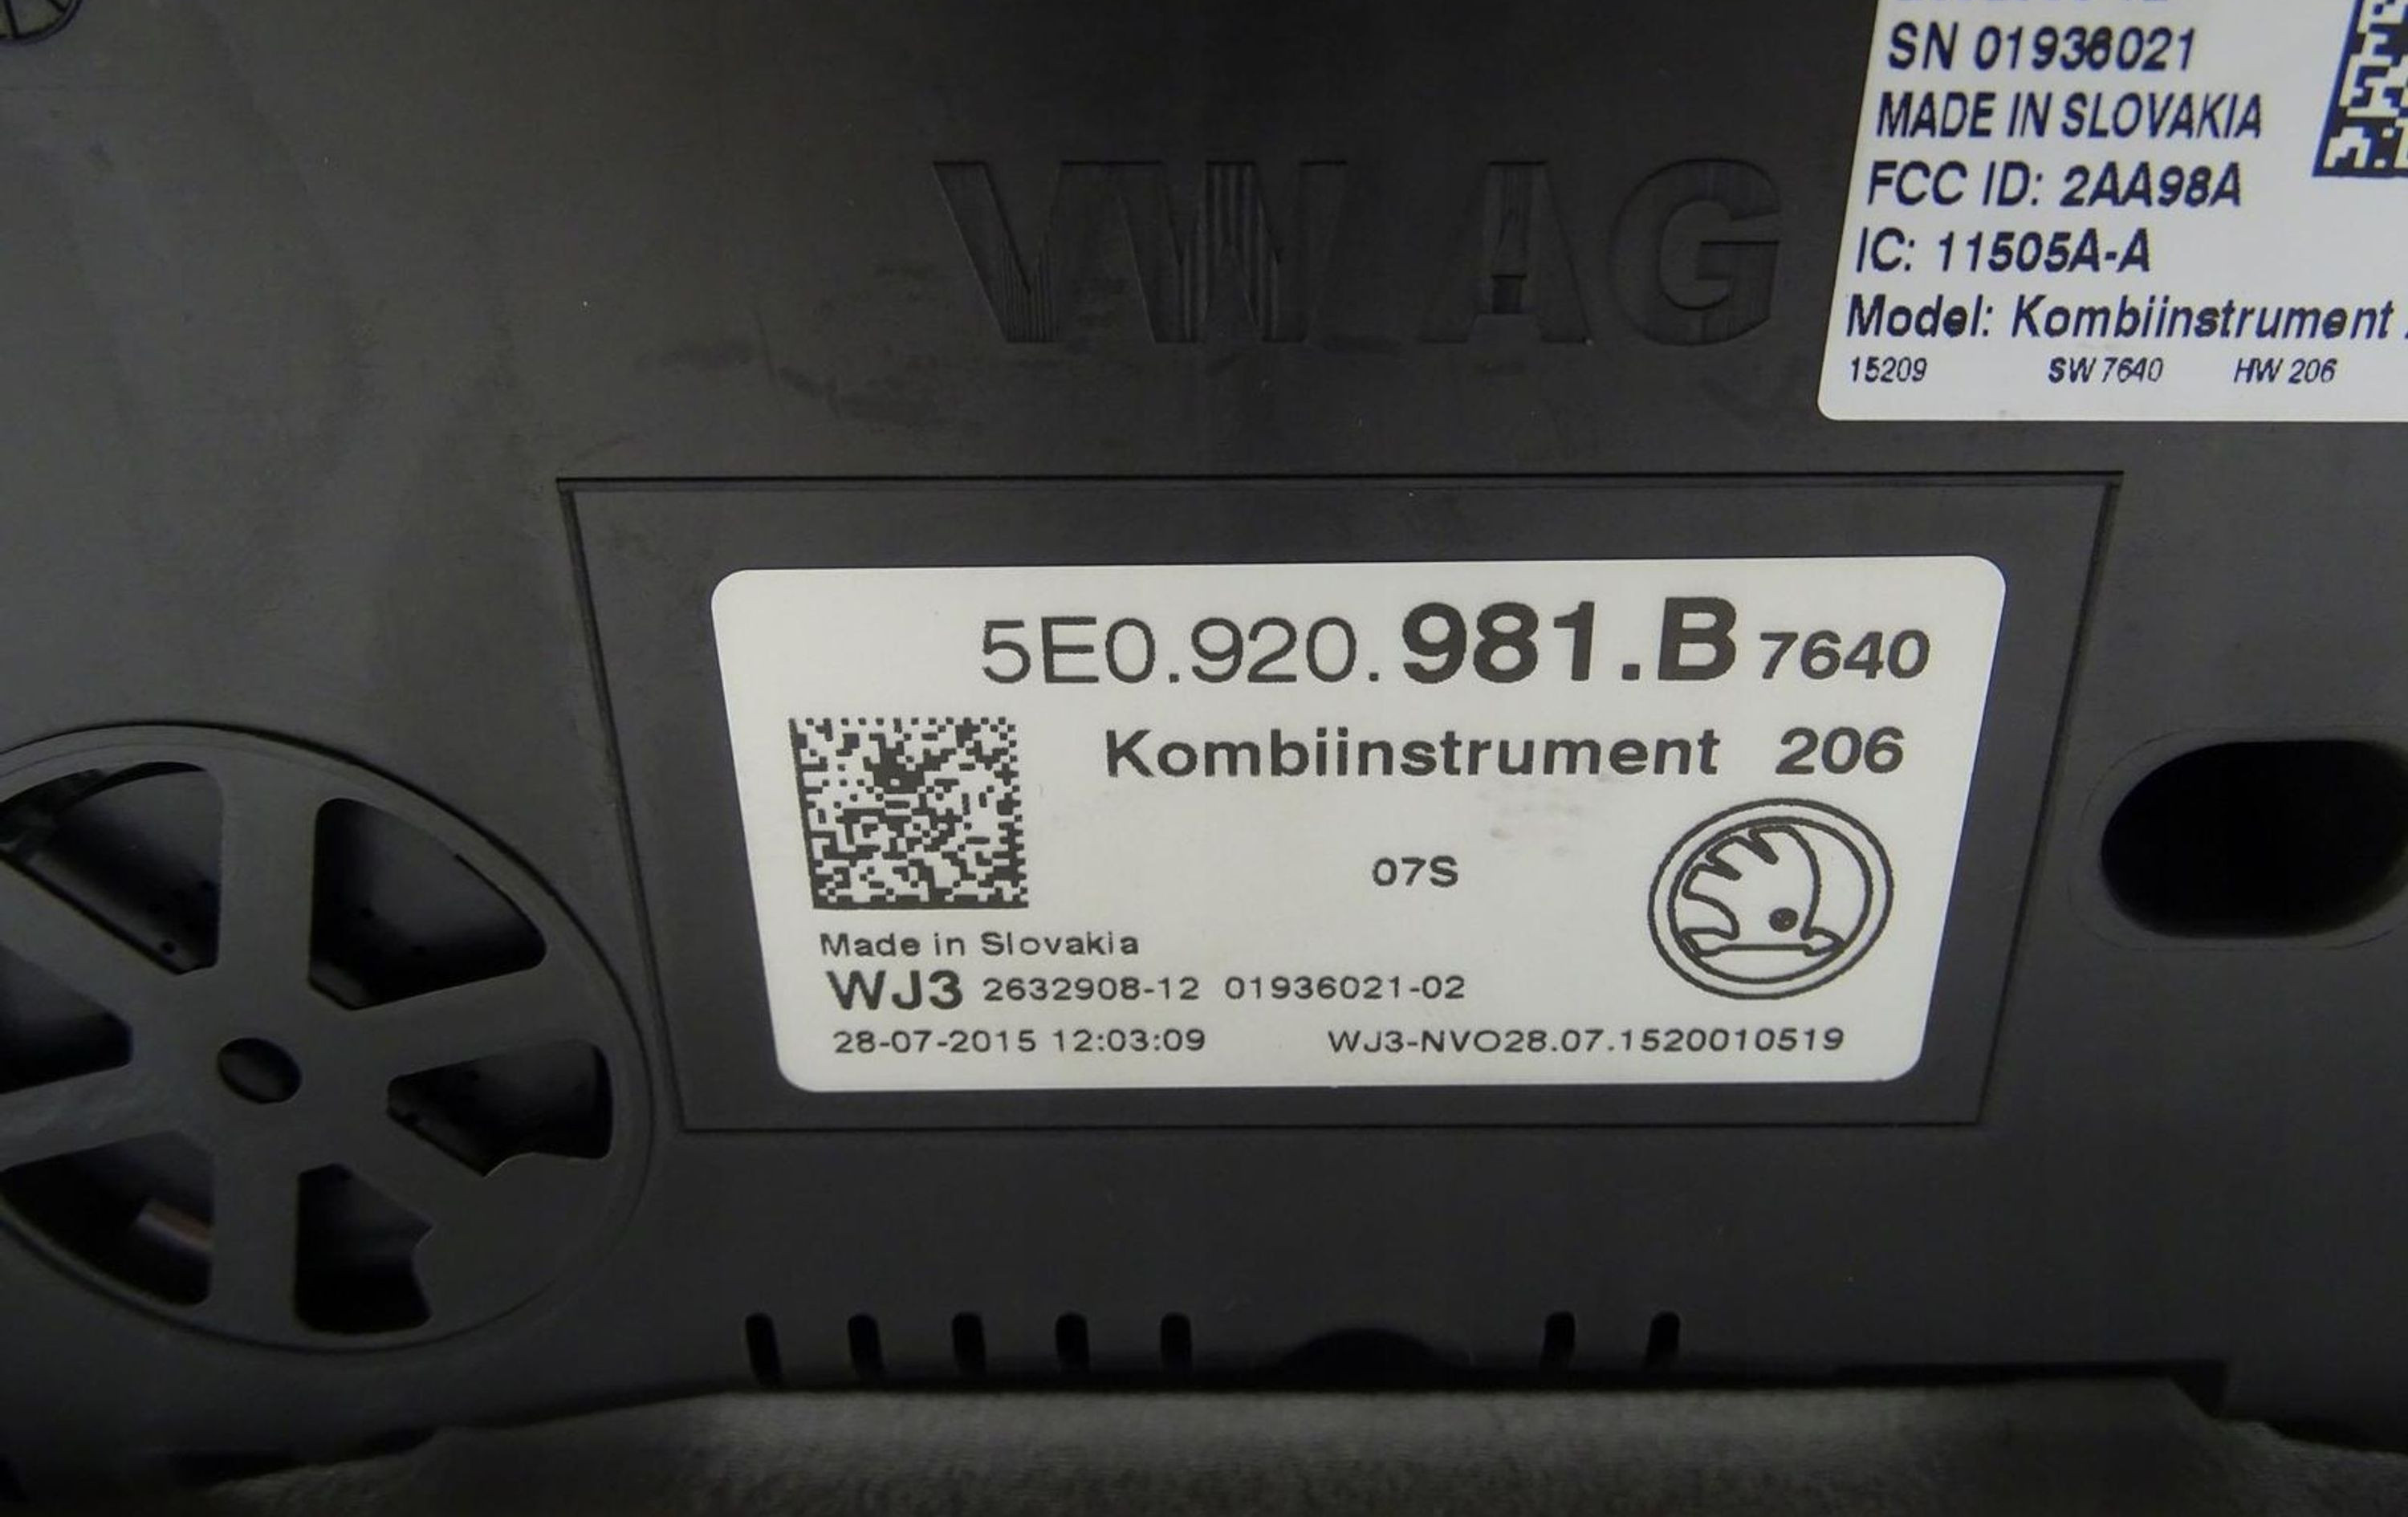 SN 01936021
MADE IN SLOVAKIA
FCC ID: 2AA98A
IC: 11505A-A
Model: Kombiinstrument
15209 SW 7640 HW 206
VW AG
5E0.920.981.B 7640
Kombiinstrument 206
07S
Made in Slovakia
WJ3 2632908-12 01936021-02
28-07-2015 12:03:09 WJ3-NVO28.07.1520010519